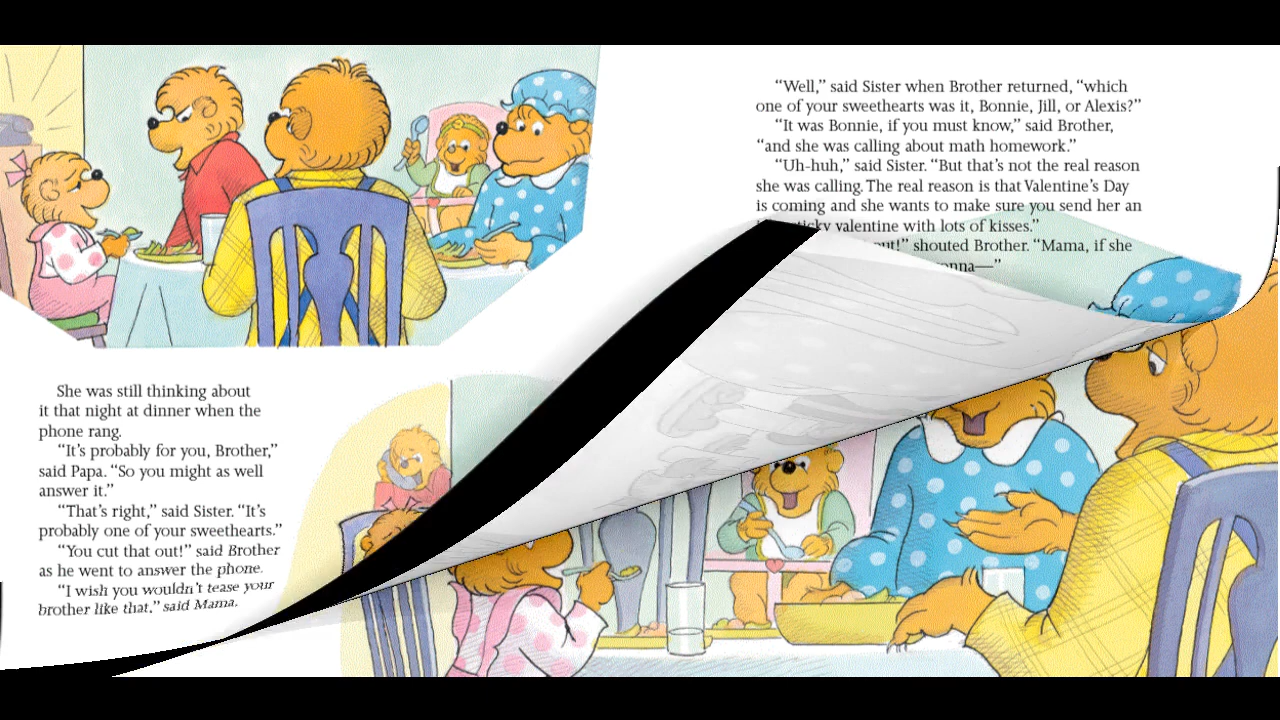 She was still thinking about
it that night at dinner when the
phone rang.
“It’s probably for you, Brother,”
said Papa. “So you might as well
answer it.”
“That’s right,” said Sister. “It’s
probably one of your sweethearts.”
“You cut that out!” said Brother
as he went to answer the phone.
“I wish you wouldn’t tease your
brother like that,” said Mama.
“Well,” said Sister when Brother returned, “which
one of your sweethearts was it, Bonnie, Jill, or Alexis?”
“It was Bonnie, if you must know,” said Brother,
“and she was calling about math homework.”
“Uh-huh,” said Sister. “But that’s not the real reason
she was calling. The real reason is that Valentine’s Day
is coming and she wants to make sure you send her an
valentine with lots of kisses.”
shouted Brother. “Mama, if she